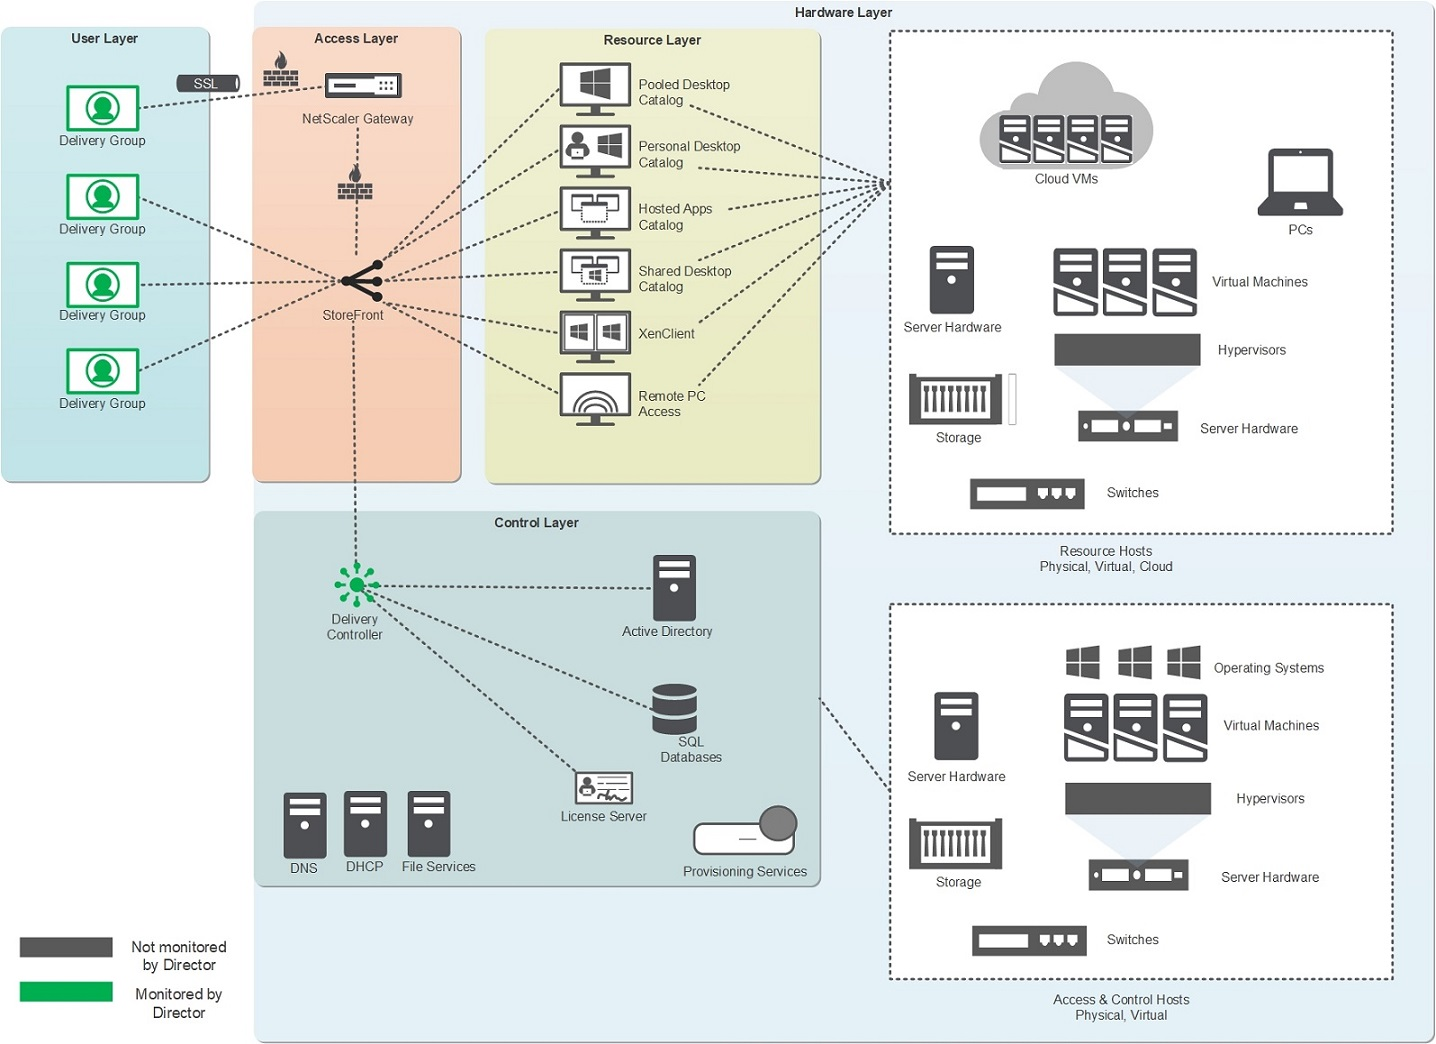 Hardware Layer
User Layer
SSL
Delivery Group
Delivery Group
Delivery Group
Delivery Group
Access Layer
NetScaler Gateway
StoreFront
Resource Layer
Pooled Desktop
Catalog
Personal Desktop
Catalog
Hosted Apps
Catalog
Shared Desktop
Catalog
XenClient
Remote PC
Access
Cloud VMs
PCs
Server Hardware
Virtual Machines
Hypervisors
Storage
Server Hardware
Switches
Resource Hosts
Physical, Virtual, Cloud
Control Layer
Delivery
Controller
Active Directory
SQL
Databases
License Server
DNS
DHCP
File Services
Provisioning Services
Operating Systems
Server Hardware
Virtual Machines
Hypervisors
Storage
Server Hardware
Switches
Access & Control Hosts
Physical, Virtual
Not monitored
by Director
Monitored by
Director